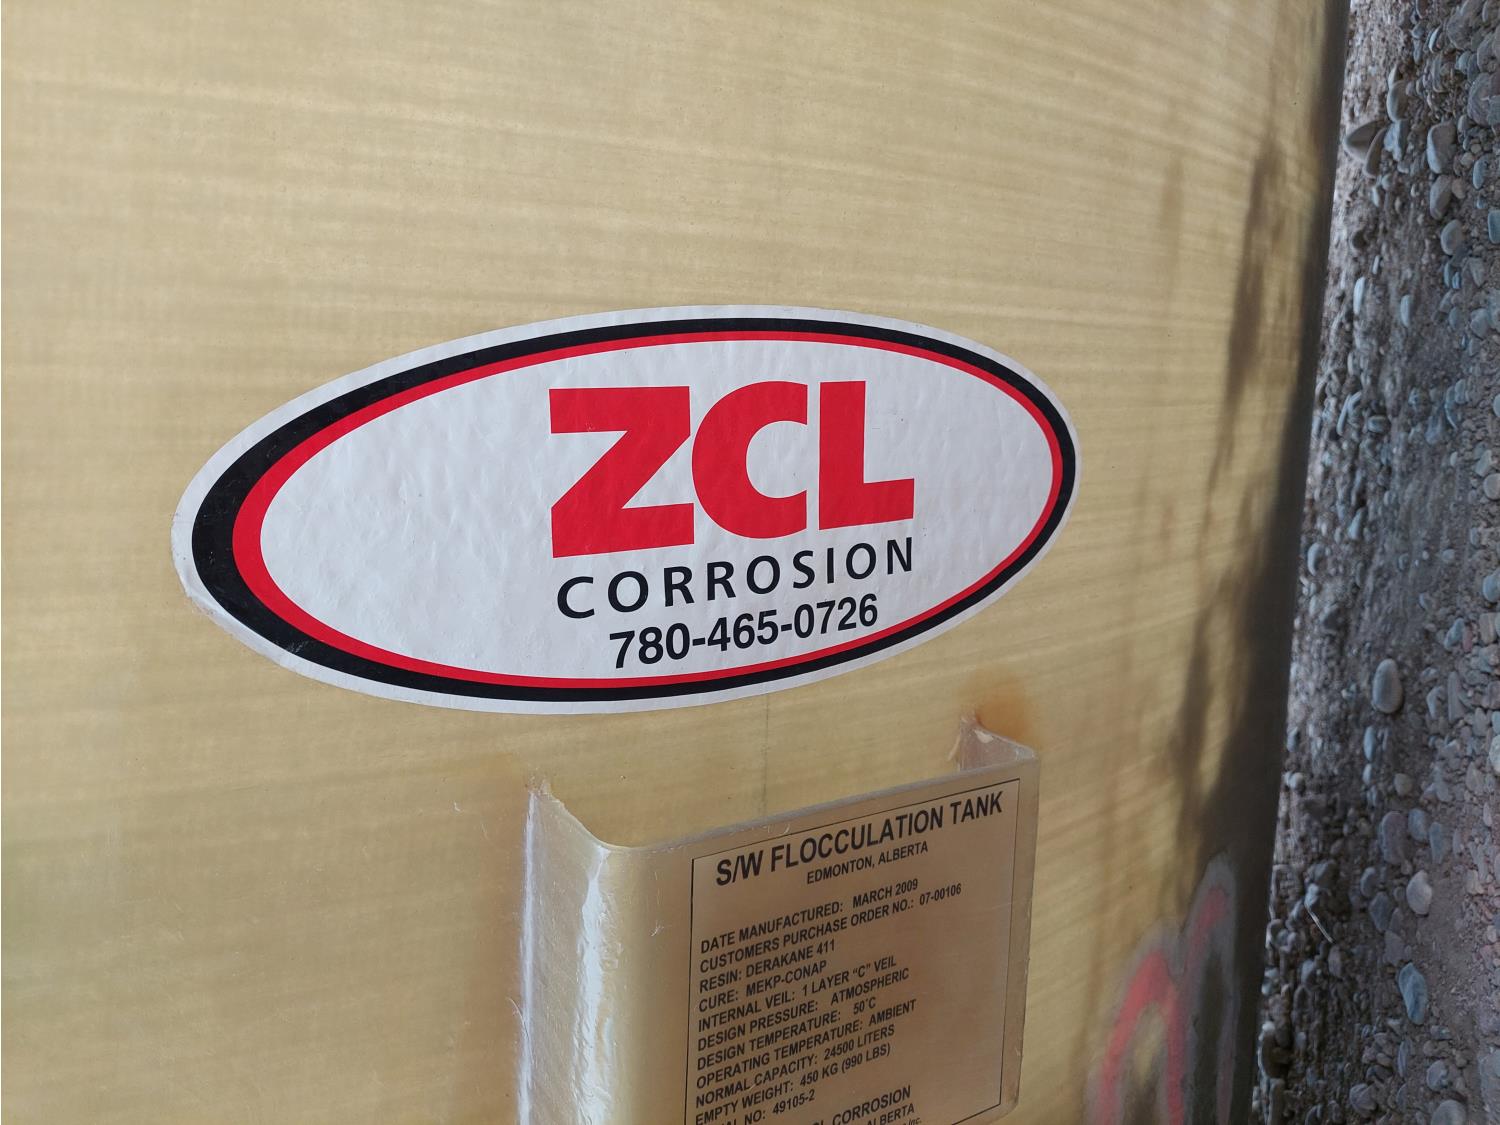 ZCL
CORROSION
780-465-0726
S/W FLOCCULATION TANK
EDMONTON, ALBERTA
DATE MANUFACTURED: MARCH 2009
CUSTOMERS PURCHASE ORDER NO.: 07-00106
RESIN: DERAKANE 411
CURE: MEKP-CONAP
INTERNAL VEIL: 1 LAYER "C" VEIL
DESIGN PRESSURE: ATMOSPHERIC
DESIGN TEMPERATURE: 50°C
OPERATING TEMPERATURE: AMBIENT
NORMAL CAPACITY: 24500 LITERS
EMPTY WEIGHT: 450 KG (990 LBS)
NO: 49105-2
CORROSION
ALBERTA